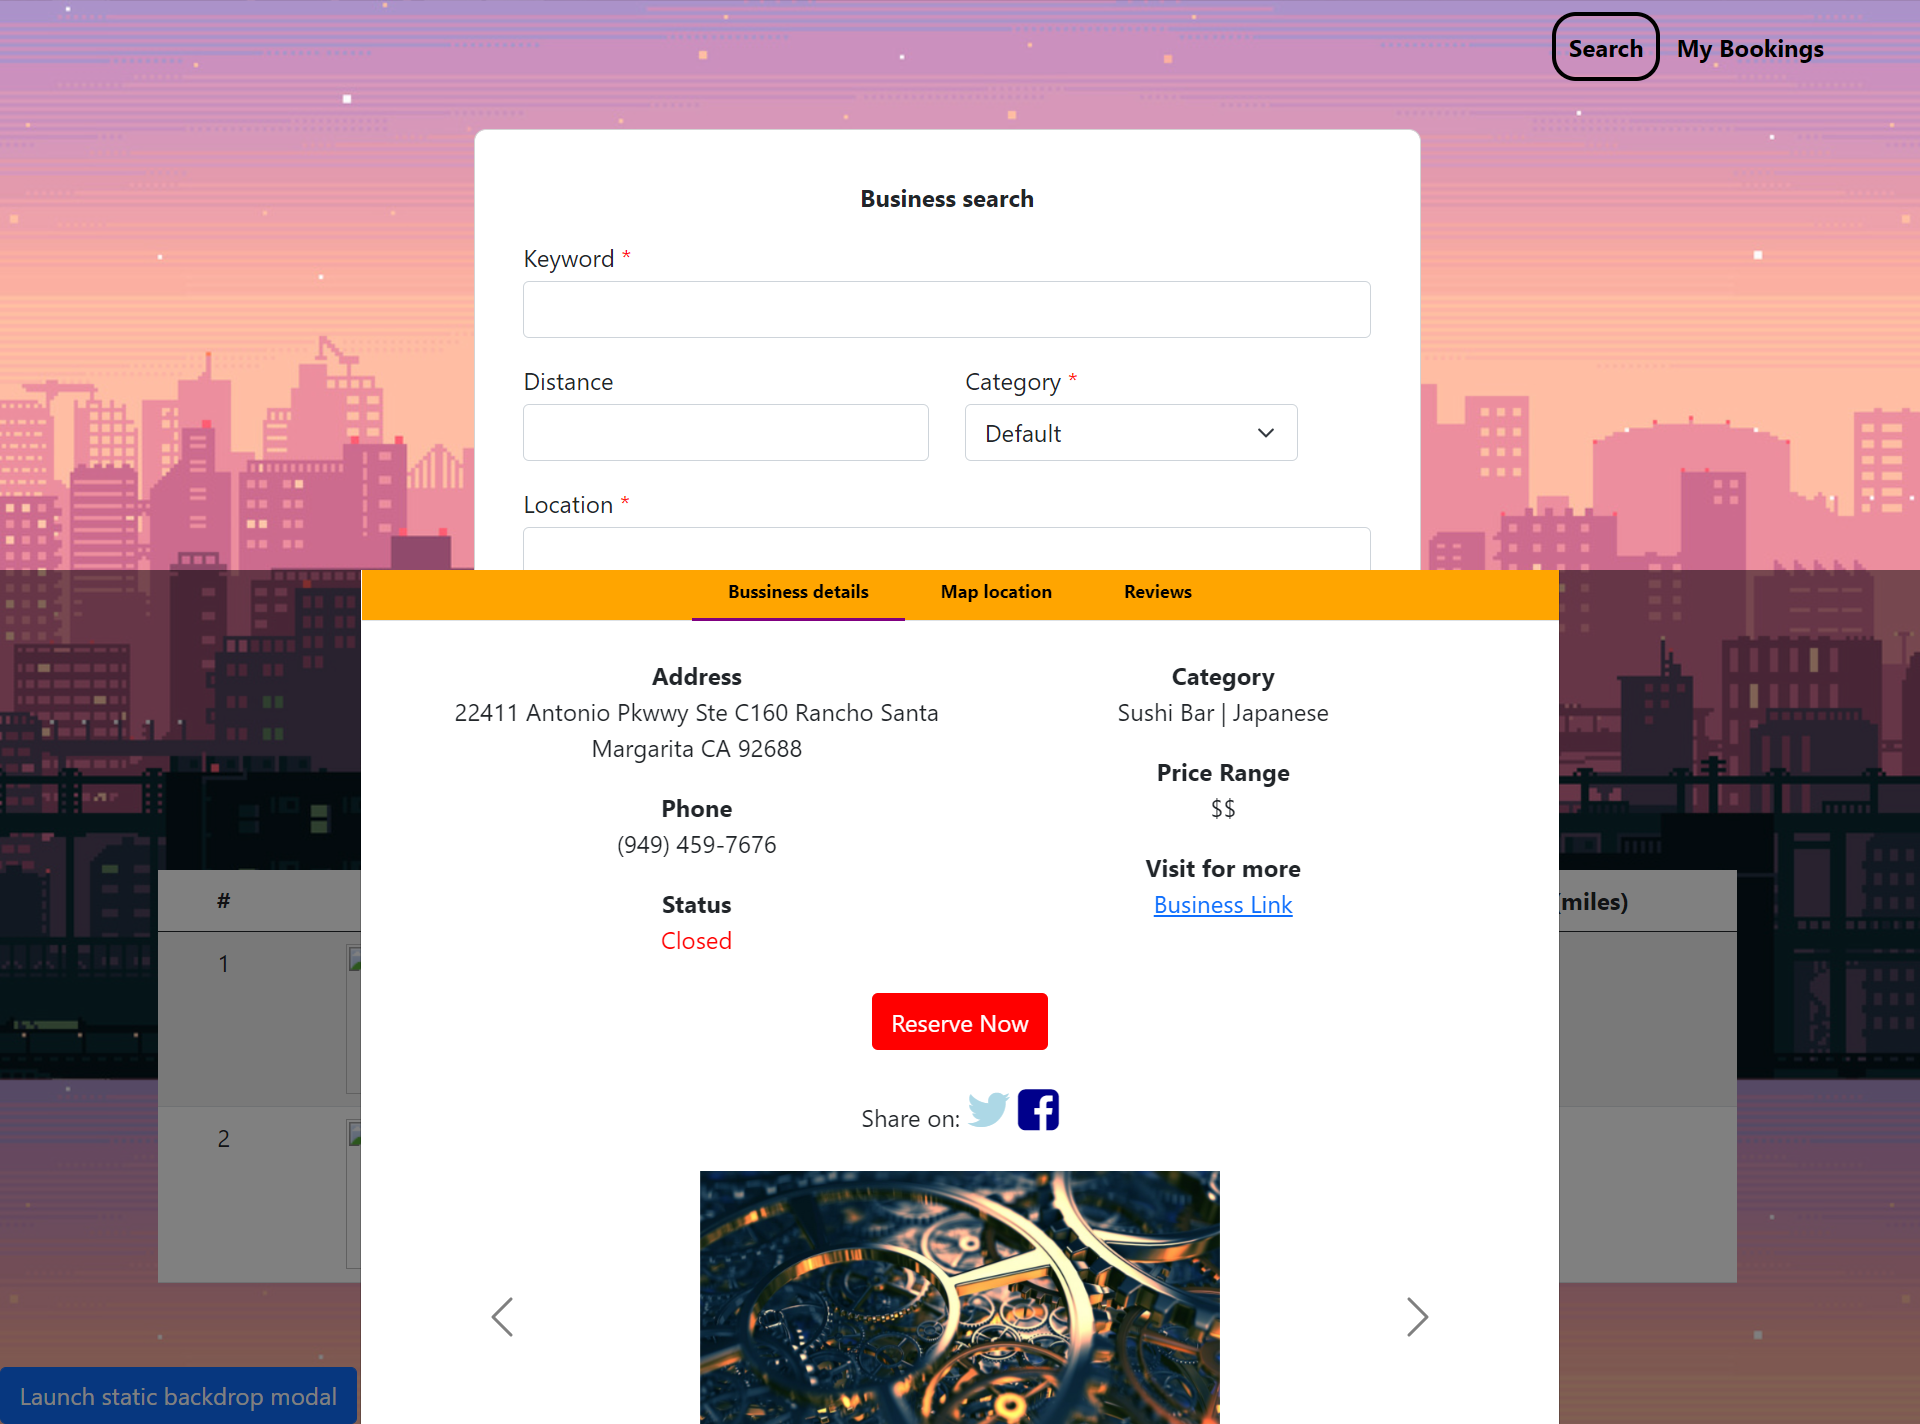 Search
My Bookings
Business search
Keyword *
Distance
Category *
Default
Location *
Bussiness details
Map location
Reviews
Address
22411 Antonio Pkwwy Ste C160 Rancho Santa
Margarita CA 92688
Category
Sushi Bar | Japanese
Phone
(949) 459-7676
Price Range
$$
Status
Closed
Visit for more
Business Link
#
(miles)
1
2
Reserve Now
Share on:
Launch static backdrop modal